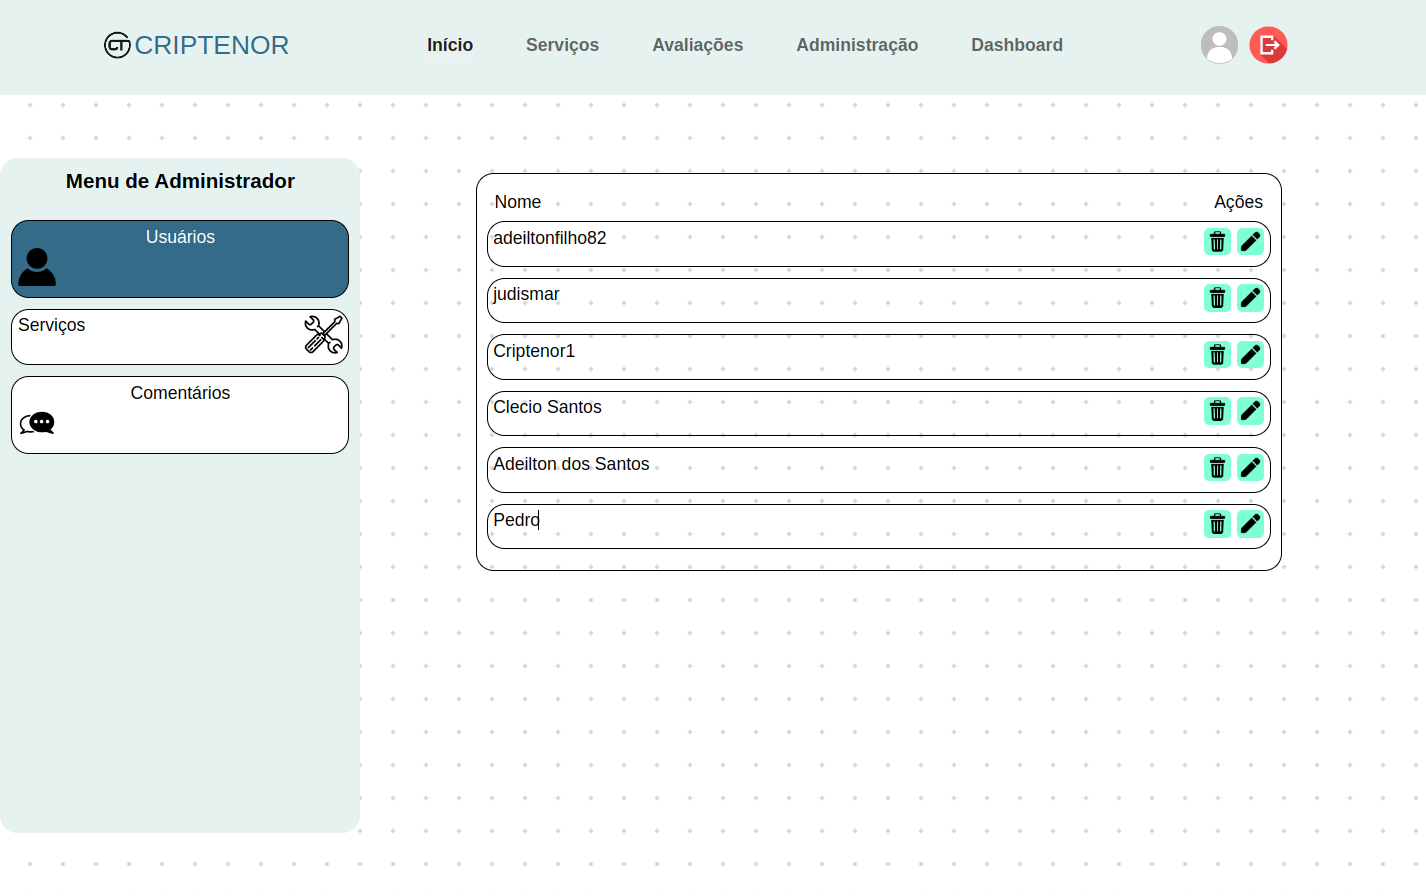 CRIPTENOR Início Serviços Avaliações Administração Dashboard
Menu de Administrador
Usuários
Serviços
Comentários
Nome Ações
adeiltonfilho82
judismar
Criptenor1
Clecio Santos
Adeilton dos Santos
Pedro